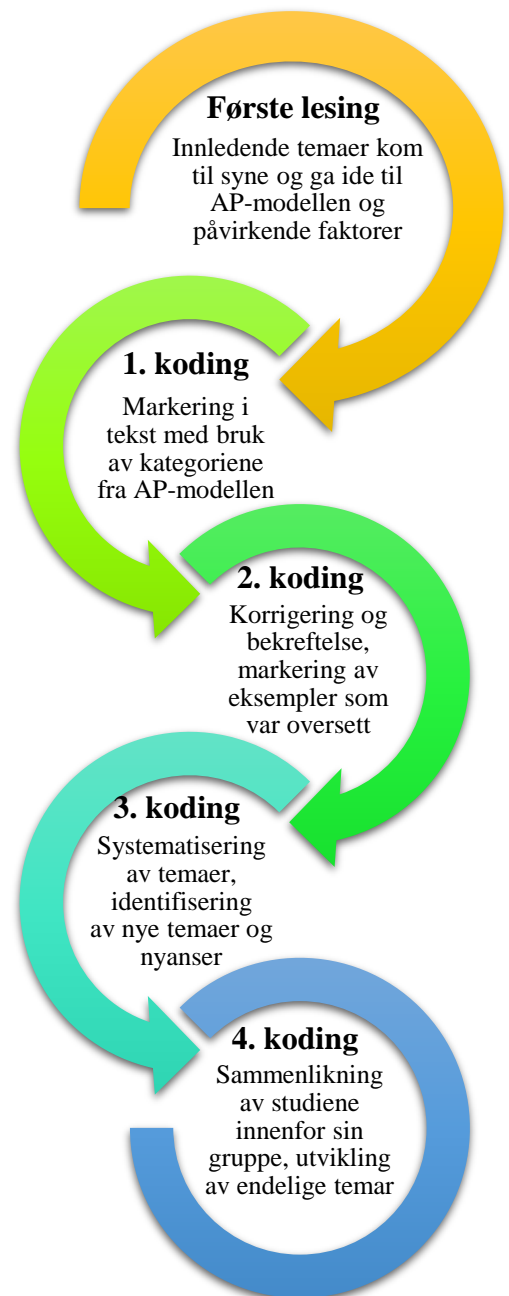 Første lesing
Innledende temaer kom
til syne og ga ide til
AP-modellen og
påvirkende faktorer
1. koding
Markering i
tekst med bruk
av kategoriene
fra AP-modellen
2. koding
Korrigering og
bekreftelse,
markering av
eksempler som
var oversett
3. koding
Systematisering
av temaer,
identifisering
av nye temaer og
nyanser
4. koding
Sammenlikning
av studiene
innenfor sin
gruppe, utvikling
av endelige temar